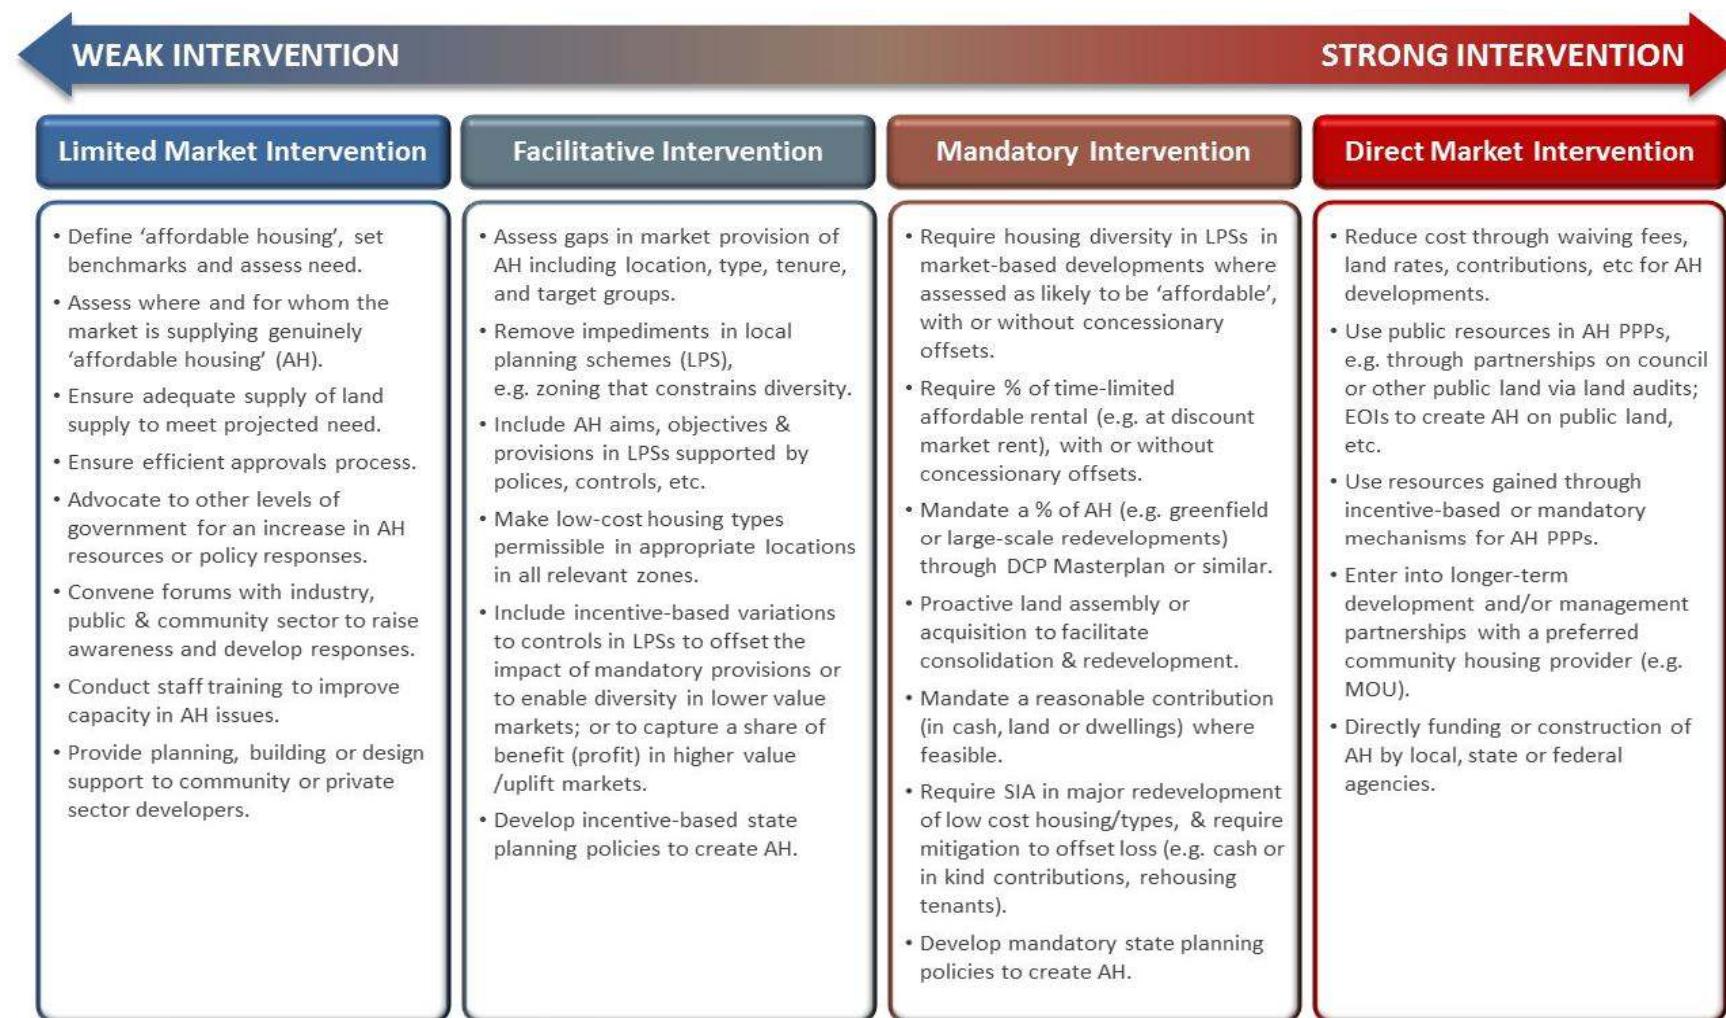 WEAK INTERVENTION
STRONG INTERVENTION
Limited Market Intervention
• Define ‘affordable housing’, set
benchmarks and assess need.
• Assess where and for whom the
market is supplying genuinely
‘affordable housing’ (AH).
• Ensure adequate supply of land
supply to meet projected need.
• Ensure efficient approvals process.
• Advocate to other levels of
government for an increase in AH
resources or policy responses.
• Convene forums with industry,
public & community sector to raise
awareness and develop responses.
• Conduct staff training to improve
capacity in AH issues.
• Provide planning, building or design
support to community or private
sector developers.
Facilitative Intervention
• Assess gaps in market provision of
AH including location, type, tenure,
and target groups.
• Remove impediments in local
planning schemes (LPS),
e.g. zoning that constrains diversity.
• Include AH aims, objectives &
provisions in LPSs supported by
polices, controls, etc.
• Make low-cost housing types
permissible in appropriate locations
in all relevant zones.
• Include incentive-based variations
to controls in LPSs to offset the
impact of mandatory provisions or
to enable diversity in lower value
markets; or to capture a share of
benefit (profit) in higher value
/uplift markets.
• Develop incentive-based state
planning policies to create AH.
Mandatory Intervention
• Require housing diversity in LPSs in
market-based developments where
assessed as likely to be ‘affordable’,
with or without concessionary
offsets.
• Require % of time-limited
affordable rental (e.g. at discount
market rent), with or without
concessionary offsets.
• Mandate a % of AH (e.g. greenfield
or large-scale redevelopments)
through DCP Masterplan or similar.
• Proactive land assembly or
acquisition to facilitate
consolidation & redevelopment.
• Mandate a reasonable contribution
(in cash, land or dwellings) where
feasible.
• Require SIA in major redevelopment
of low cost housing/types, & require
mitigation to offset loss (e.g. cash or
in kind contributions, rehousing
tenants).
• Develop mandatory state planning
policies to create AH.
Direct Market Intervention
• Reduce cost through waiving fees,
land rates, contributions, etc for AH
developments.
• Use public resources in AH PPPs,
e.g. through partnerships on council
or other public land via land audits;
EOIs to create AH on public land,
etc.
• Use resources gained through
incentive-based or mandatory
mechanisms for AH PPPs.
• Enter into longer-term
development and/or management
partnerships with a preferred
community housing provider (e.g.
MOU).
• Directly funding or construction of
AH by local, state or federal
agencies.